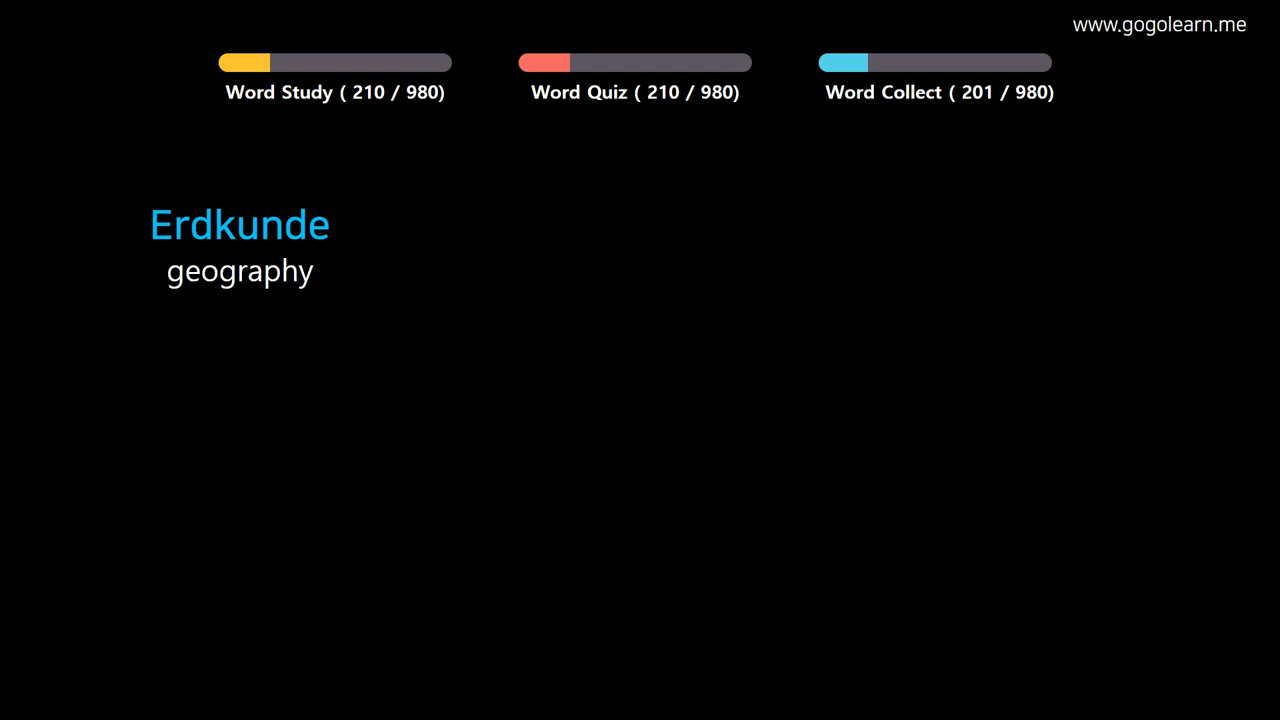 www.gogolearn.me
Word Study ( 210 / 980)
Word Quiz ( 210 / 980)
Word Collect ( 201 / 980)
Erdkunde
geography